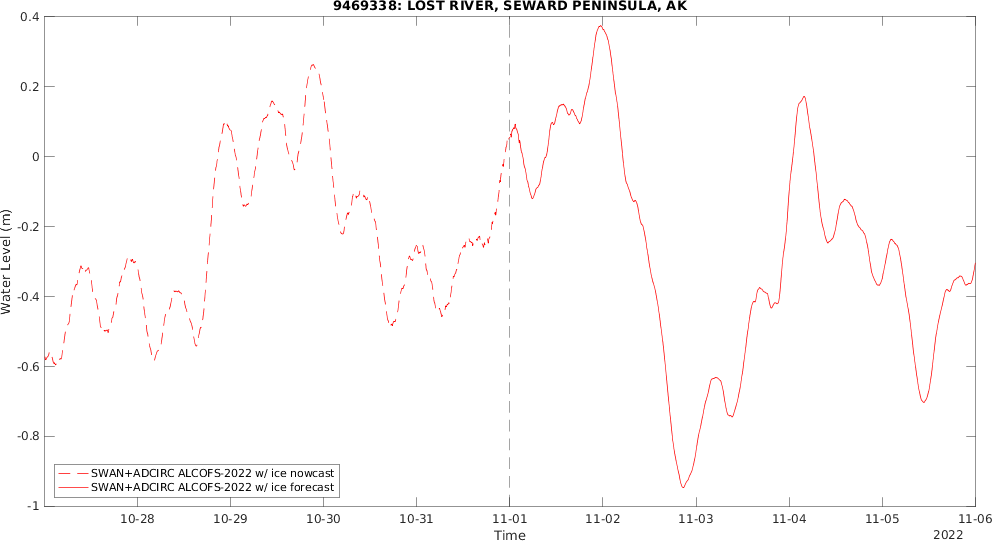 9469338: LOST RIVER, SEWARD PENINSULA, AK
0.4
0.2
0
-0.2
-0.4
-0.6
-0.8
-1
Water Level (m)
SWAN+ADCIRC ALCOFS-2022 w/ ice nowcast
SWAN+ADCIRC ALCOFS-2022 w/ ice forecast
10-28 10-29 10-30 10-31 11-01 11-02 11-03 11-04 11-05 11-06
Time
2022